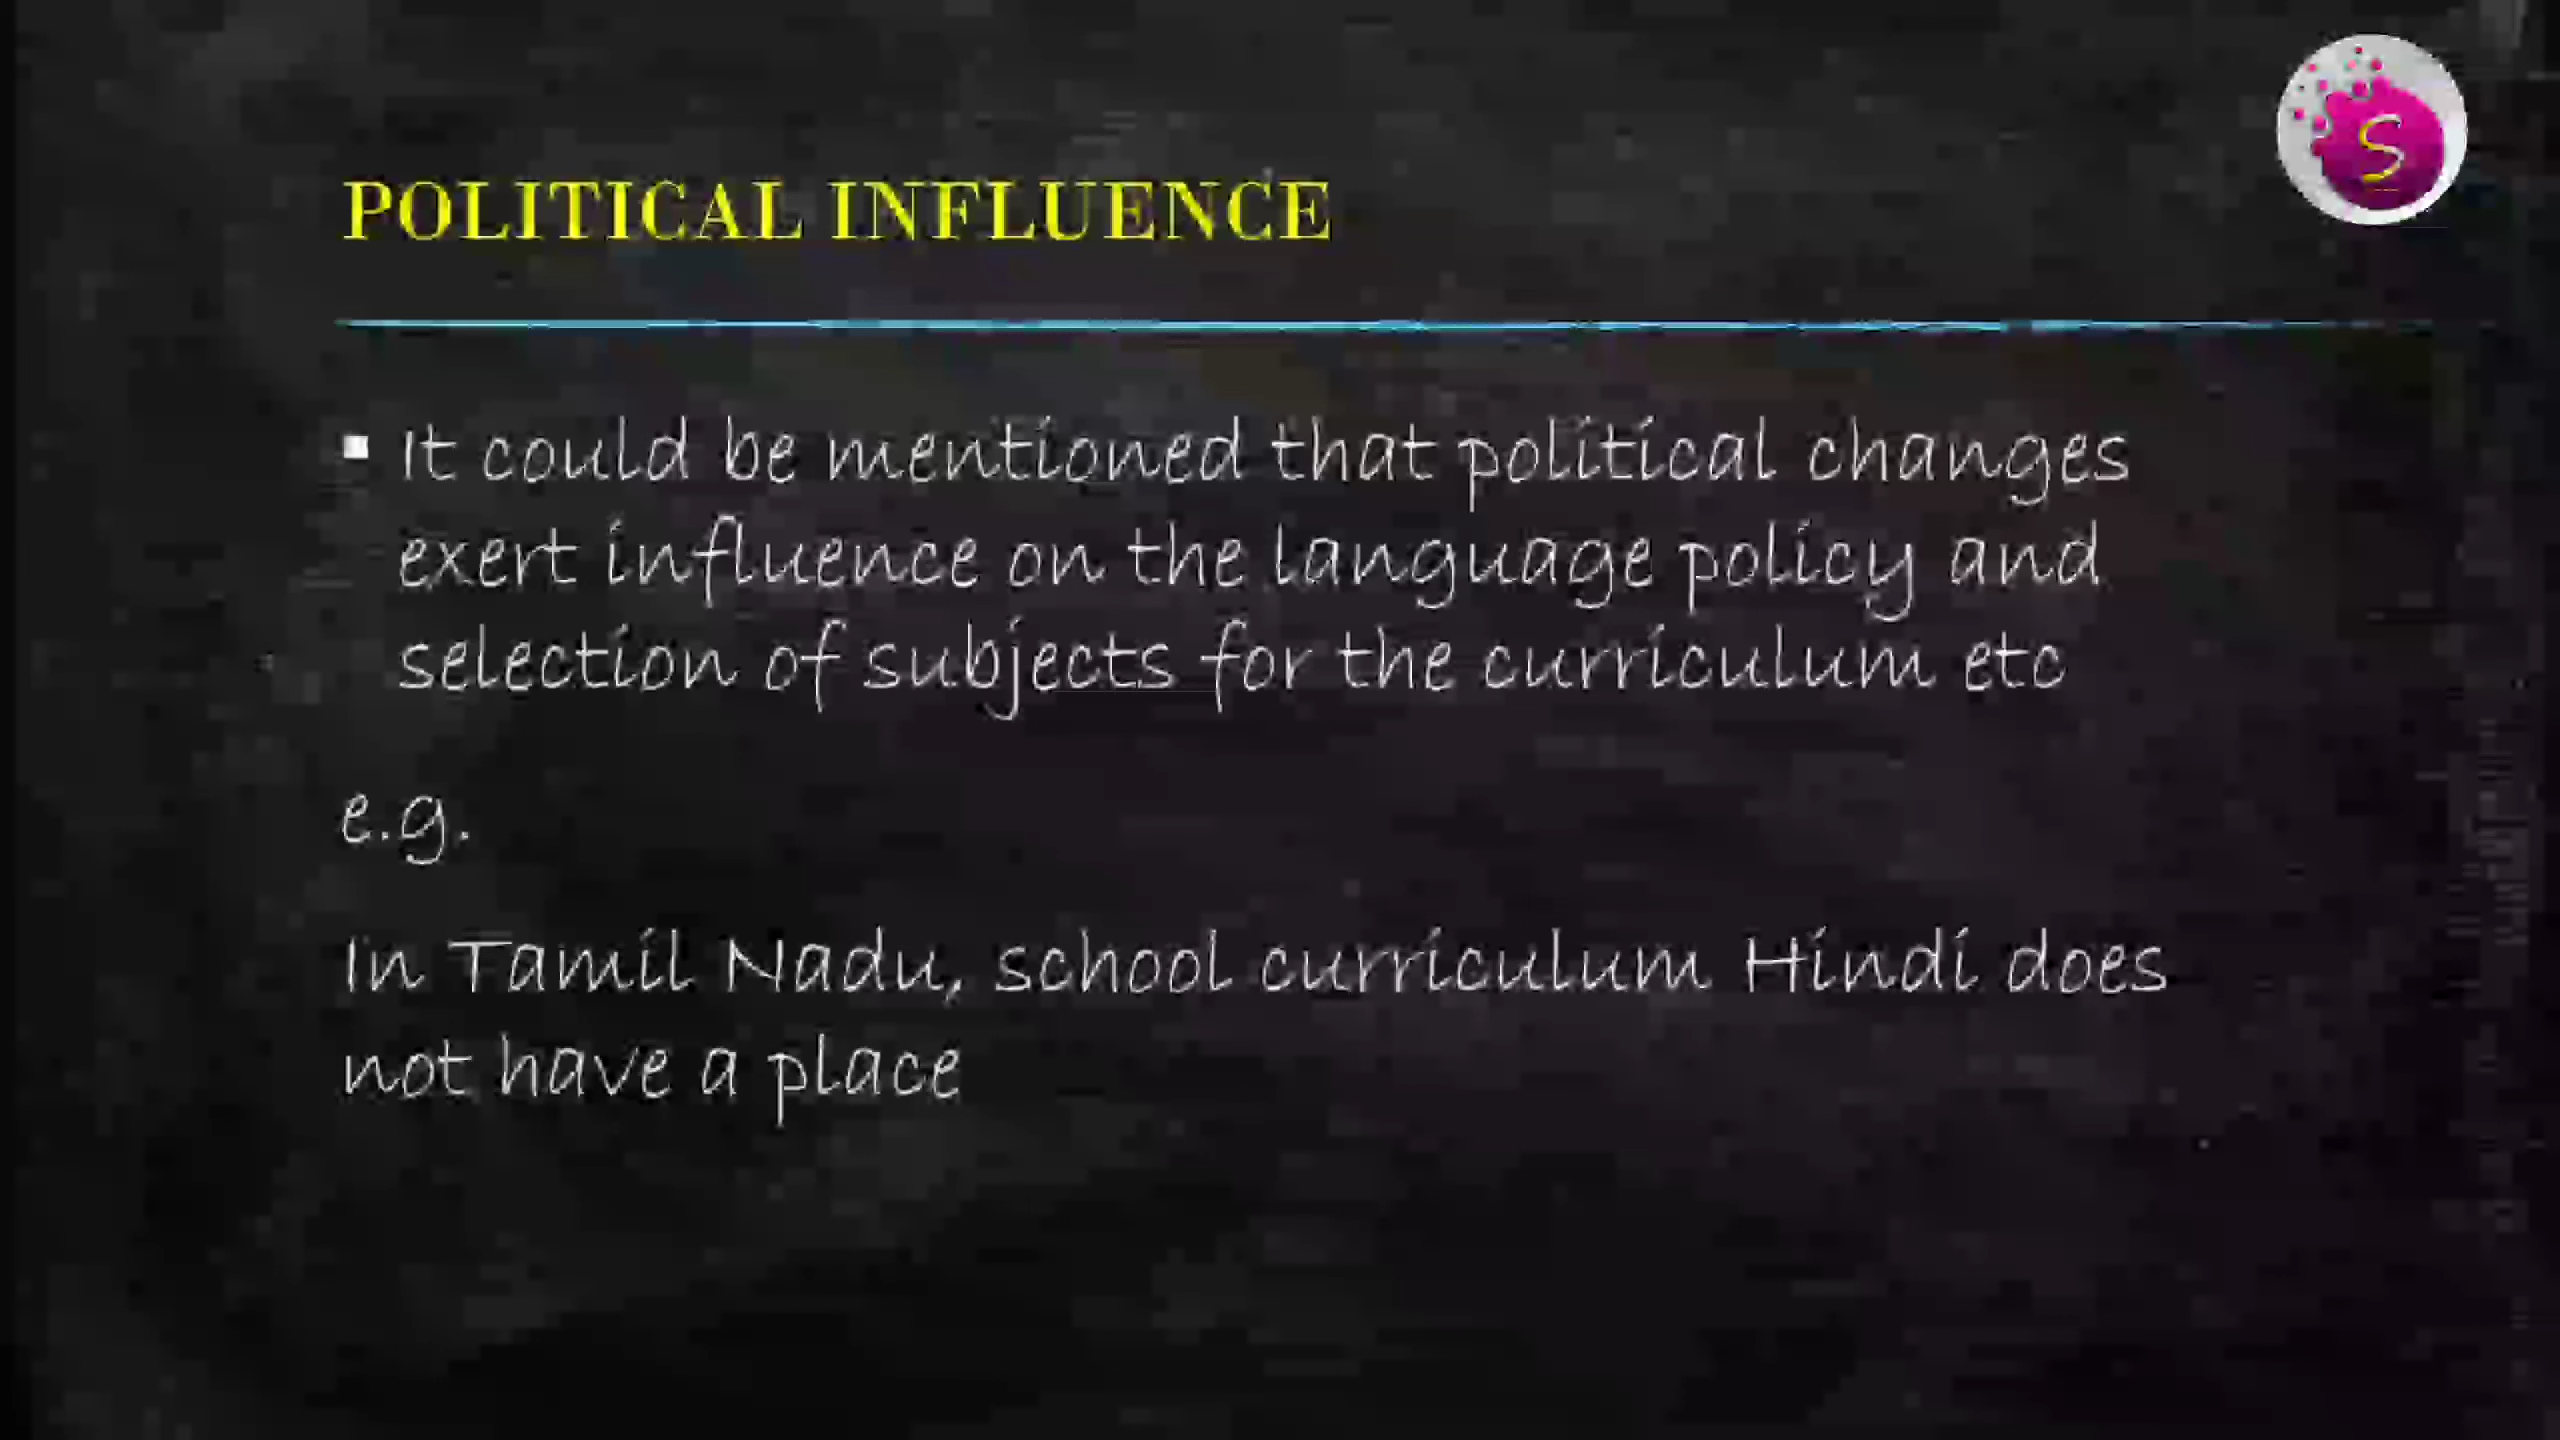 S
POLITICAL INFLUENCE
▪ It could be mentioned that political changes
exert influence on the language policy and
selection of subjects for the curriculum etc
e.g.
In Tamil Nadu, school curriculum Hindi does
not have a place